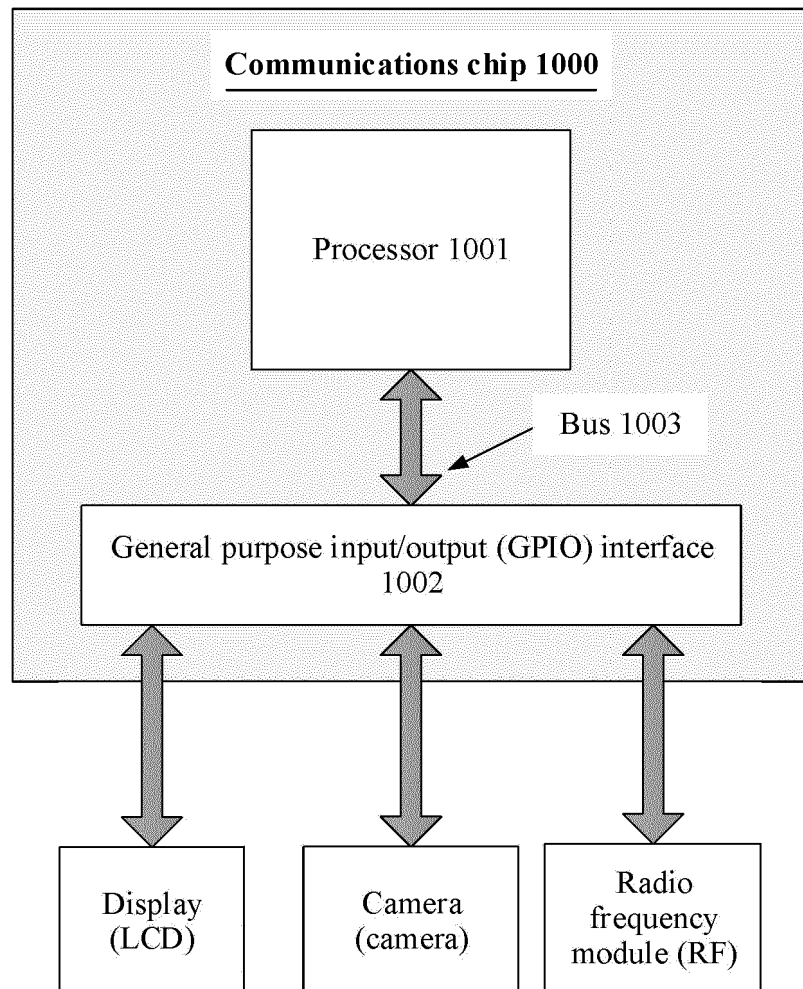 Communications chip 1000
Processor 1001
Bus 1003
General purpose input/output (GPIO) interface
1002
Display
(LCD)
Camera
(camera)
Radio
frequency
module (RF)